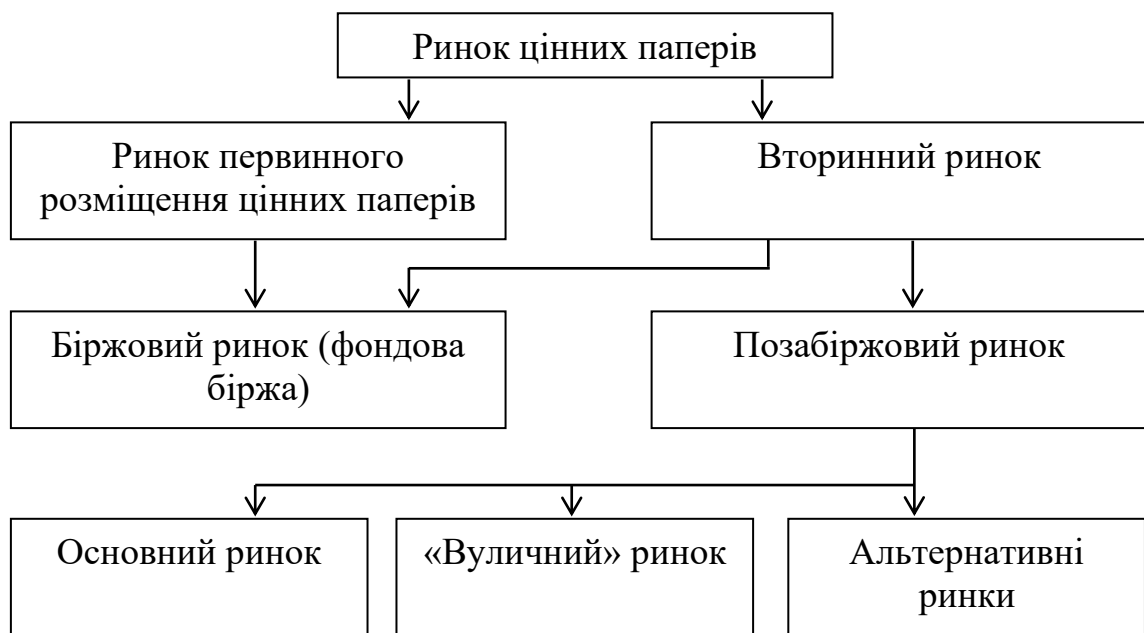 Ринок цінних паперів
Ринок первинного
розміщення цінних паперів
Вторинний ринок
Біржовий ринок (фондова
біржа)
Позабіржовий ринок
Основний ринок
«Вуличний» ринок
Альтернативні
ринки